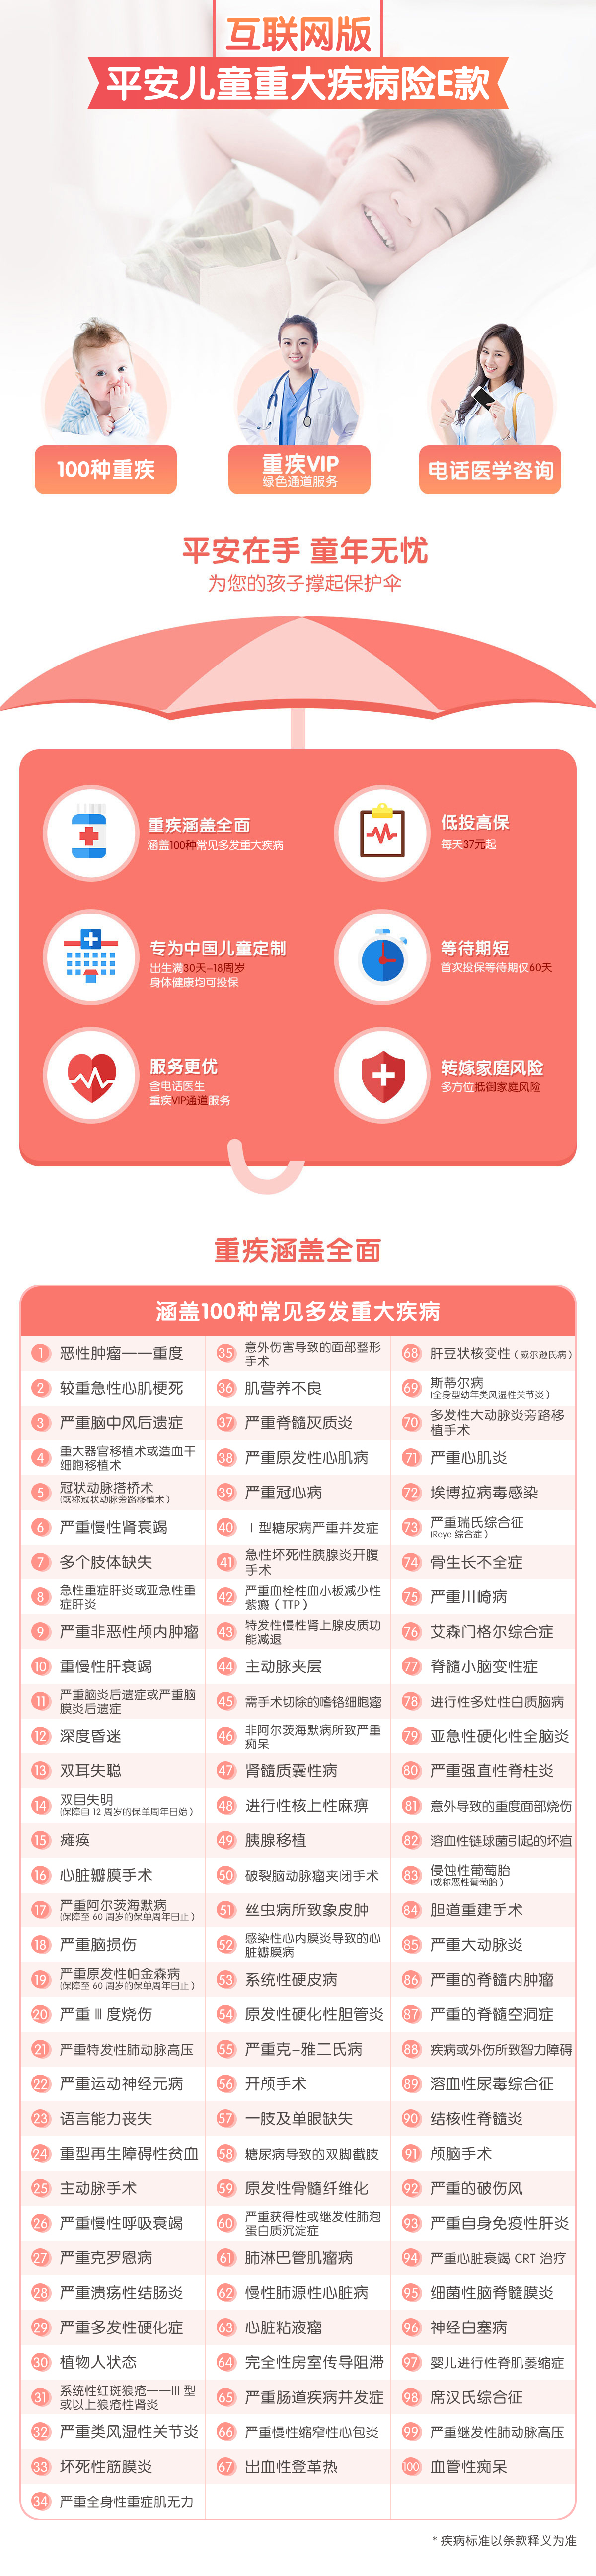 互联网版
平安儿童重大疾病险E款
100种重疾
重疾VIP
绿色通道服务
电话医学咨询
平安在手 童年无忧
为您的孩子撑起保护伞
重疾涵盖全面
涵盖100种常见多发重大疾病
低投高保
每天37元起
专为中国儿童定制
出生满30天-18周岁
身体健康均可投保
等待期短
首次投保等待期仅60天
服务更优
含电话医生
重疾VIP通道服务
转嫁家庭风险
多方位抵御家庭风险
重疾涵盖全面
涵盖100种常见多发重大疾病
1 恶性肿瘤——重度
2 较重急性心肌梗死
3 严重脑中风后遗症
4 重大器官移植术或造血干
细胞移植术
5 冠状动脉搭桥术
(或称冠状动脉旁路移植术)
6 严重慢性肾衰竭
7 多个肢体缺失
8 急性重症肝炎或亚急性重
症肝炎
9 严重非恶性颅内肿瘤
10 重慢性肝衰竭
11 严重脑炎后遗症或严重脑
膜炎后遗症
12 深度昏迷
13 双耳失聪
14 双目失明
(保障自 12 周岁的保单周年日始)
15 瘫痪
16 心脏瓣膜手术
17 严重阿尔茨海默病
(保障至 60 周岁的保单周年日止)
18 严重脑损伤
19 严重原发性帕金森病
(保障至 60 周岁的保单周年日止)
20 严重 III 度烧伤
21 严重特发性肺动脉高压
22 严重运动神经元病
23 语言能力丧失
24 重型再生障碍性贫血
25 主动脉手术
26 严重慢性呼吸衰竭
27 严重克罗恩病
28 严重溃疡性结肠炎
29 严重多发性硬化症
30 植物人状态
31 系统性红斑狼疮——III 型
或以上狼疮性肾炎
32 严重类风湿性关节炎
33 坏死性筋膜炎
34 严重全身性重症肌无力
35 意外伤害导致的面部整形
手术
36 肌营养不良
37 严重脊髓灰质炎
38 严重原发性心肌病
39 严重冠心病
40 I 型糖尿病严重并发症
41 急性坏死性胰腺炎开腹
手术
42 严重血栓性血小板减少性
紫癜（TTP）
43 特发性慢性肾上腺皮质功
能减退
44 主动脉夹层
45 需手术切除的嗜铬细胞瘤
46 非阿尔茨海默病所致严重
痴呆
47 肾髓质囊性病
48 进行性核上性麻痹
49 胰腺移植
50 破裂脑动脉瘤夹闭手术
51 丝虫病所致象皮肿
52 感染性心内膜炎导致的心
脏瓣膜病
53 系统性硬皮病
54 原发性硬化性胆管炎
55 严重克-雅二氏病
56 开颅手术
57 一肢及单眼缺失
58 糖尿病导致的双脚截肢
59 原发性骨髓纤维化
60 严重获得性或继发性肺泡
蛋白质沉淀症
61 肺淋巴管肌瘤病
62 慢性肺源性心脏病
63 心脏粘液瘤
64 完全性房室传导阻滞
65 严重肠道疾病并发症
66 严重慢性缩窄性心包炎
67 出血性登革热
68 肝豆状核变性（威尔逊氏病）
69 斯蒂尔病
(全身型幼年类风湿性关节炎)
70 多发性大动脉炎旁路移
植手术
71 严重心肌炎
72 埃博拉病毒感染
73 严重瑞氏综合征
(Reye 综合症)
74 骨生长不全症
75 严重川崎病
76 艾森门格尔综合症
77 脊髓小脑变性症
78 进行性多灶性白质脑病
79 亚急性硬化性全脑炎
80 严重强直性脊柱炎
81 意外导致的重度面部烧伤
82 溶血性链球菌引起的坏疽
83 侵蚀性葡萄胎
(或称恶性葡萄胎)
84 胆道重建手术
85 严重大动脉炎
86 严重的脊髓内肿瘤
87 严重的脊髓空洞症
88 疾病或外伤所致智力障碍
89 溶血性尿毒综合征
90 结核性脊髓炎
91 颅脑手术
92 严重的破伤风
93 严重自身免疫性肝炎
94 严重心脏衰竭 CRT 治疗
95 细菌性脑脊髓膜炎
96 神经白塞病
97 婴儿进行性脊肌萎缩症
98 席汉氏综合征
99 严重继发性肺动脉高压
100 血管性痴呆
* 疾病标准以条款释义为准